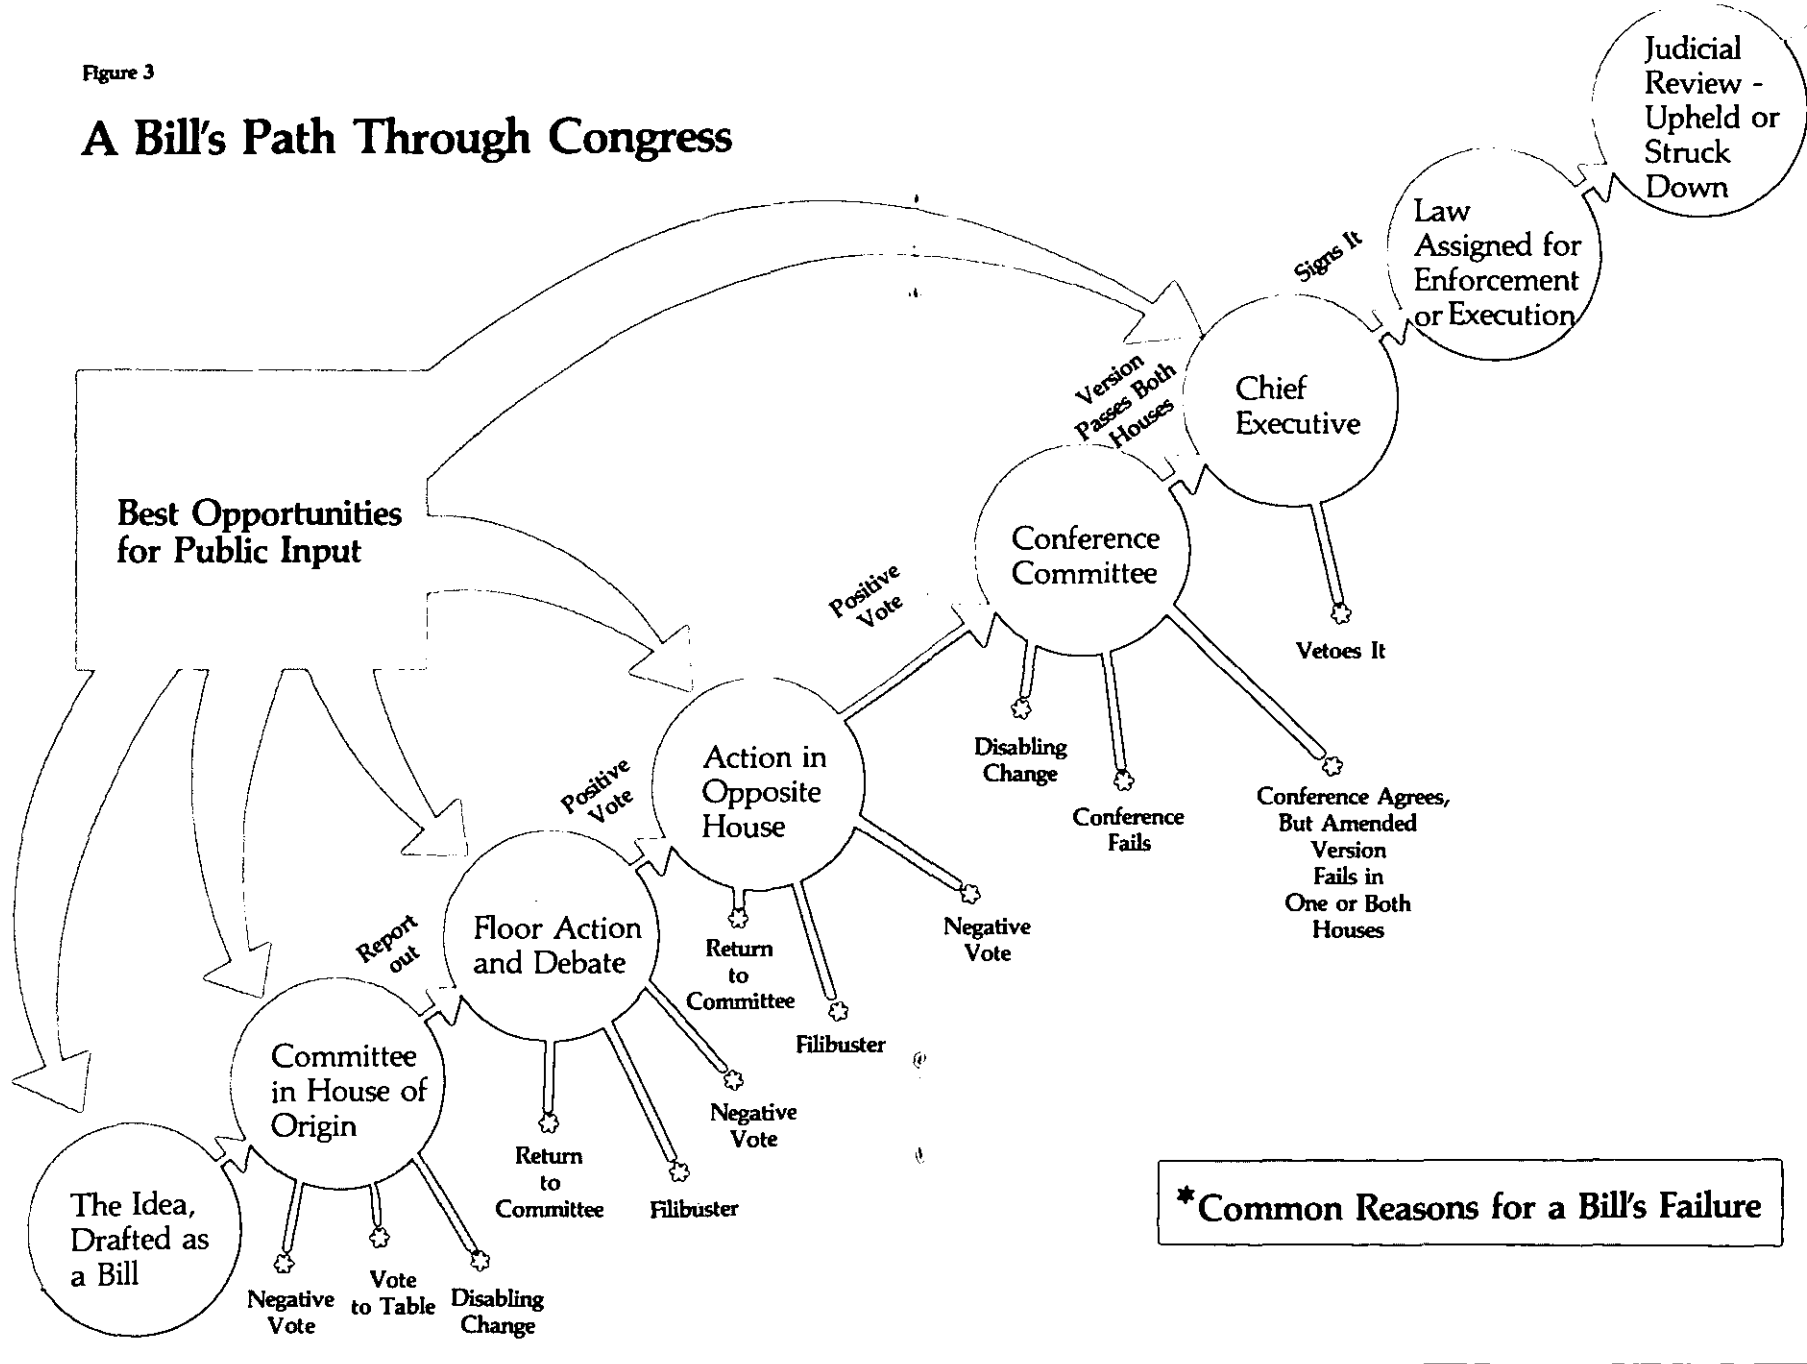 Figure 3
A Bill's Path Through Congress
Judicial
Review -
Upheld or
Struck
Down
Law
Assigned for
Enforcement
or Execution
Signs It
Chief
Executive
Vetoes It
Version
Passes Both
Houses
Conference
Committee
Disabling
Change
Conference
Fails
Conference Agrees,
But Amended
Version
Fails in
One or Both
Houses
Best Opportunities
for Public Input
Positive
Vote
Action in
Opposite
House
Return
to
Committee
Filibuster
Negative
Vote
Positive
Vote
Floor Action
and Debate
Return
to
Committee
Filibuster
Negative
Vote
Report
out
Committee
in House of
Origin
Negative
Vote
Vote
to Table
Disabling
Change
The Idea,
Drafted as
a Bill
*Common Reasons for a Bill's Failure